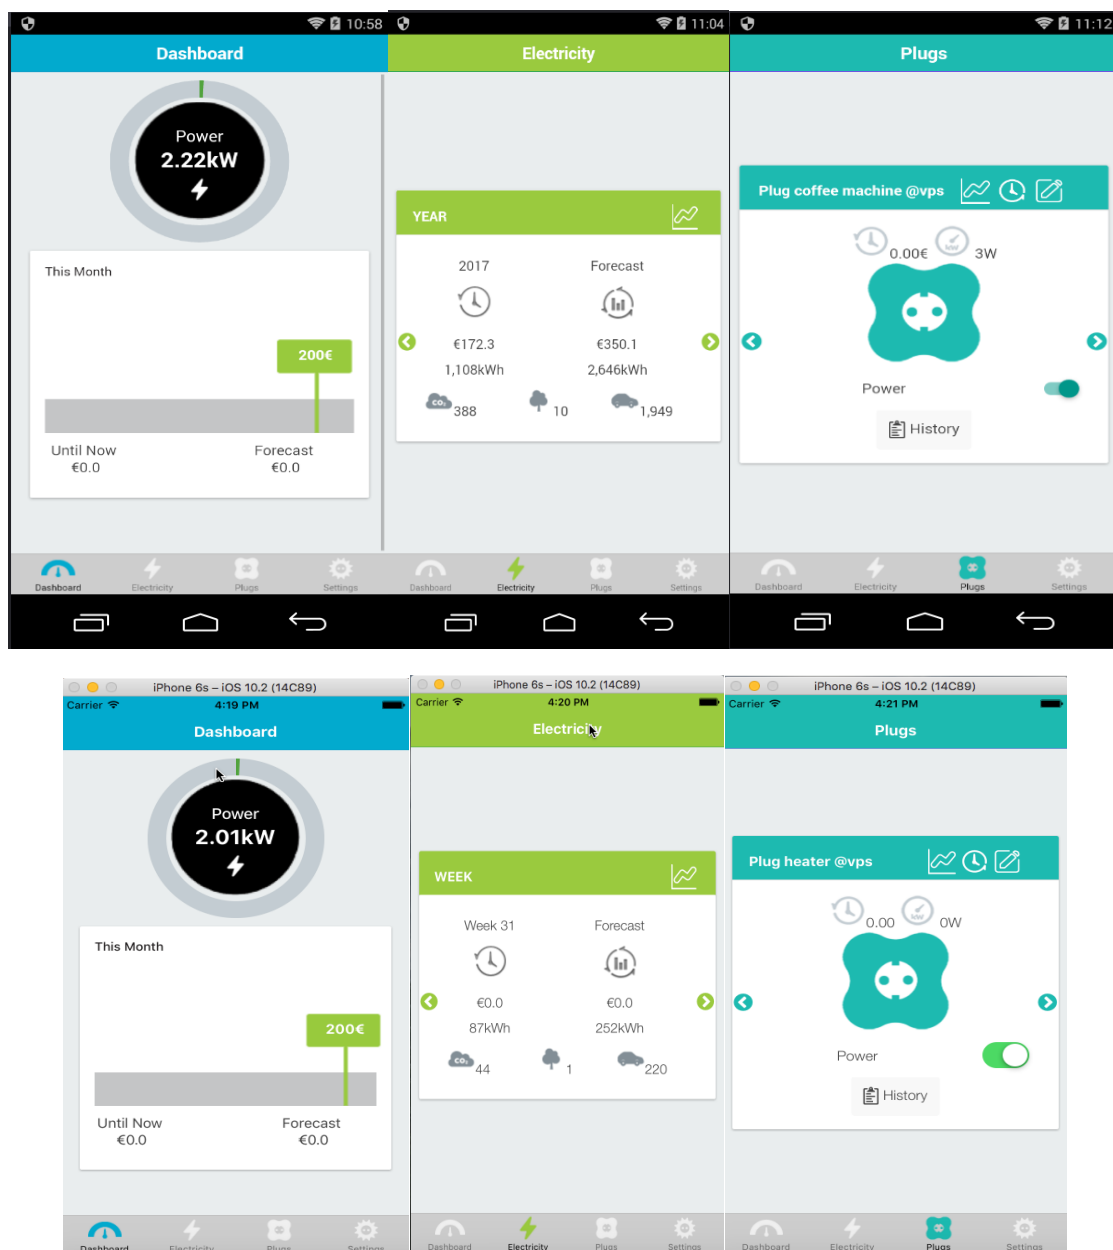 10:58
Dashboard
Power
2.22kW
This Month
200€
Until Now
€0.0
Forecast
€0.0
Dashboard Electricity Plugs Settings
11:04
Electricity
YEAR
2017 Forecast
€172.3 €350.1
1,108kWh 2,646kWh
CO₂ 388 10 1,949
Dashboard Electricity Plugs Settings
11:12
Plugs
Plug coffee machine @vps
0.00€ kW 3W
Power
History
Dashboard Electricity Plugs Settings
iPhone 6s – iOS 10.2 (14C89)
Carrier 4:19 PM
Dashboard
Power
2.01kW
This Month
200€
Until Now
€0.0
Forecast
€0.0
Dashboard Electricity Plugs Settings
iPhone 6s – iOS 10.2 (14C89)
Carrier 4:20 PM
Electricity
WEEK
Week 31 Forecast
€0.0 €0.0
87kWh 252kWh
CO₂ 44 1 220
Dashboard Electricity Plugs Settings
iPhone 6s – iOS 10.2 (14C89)
Carrier 4:21 PM
Plugs
Plug heater @vps
0.00 kW 0W
Power
History
Dashboard Electricity Plugs Settings